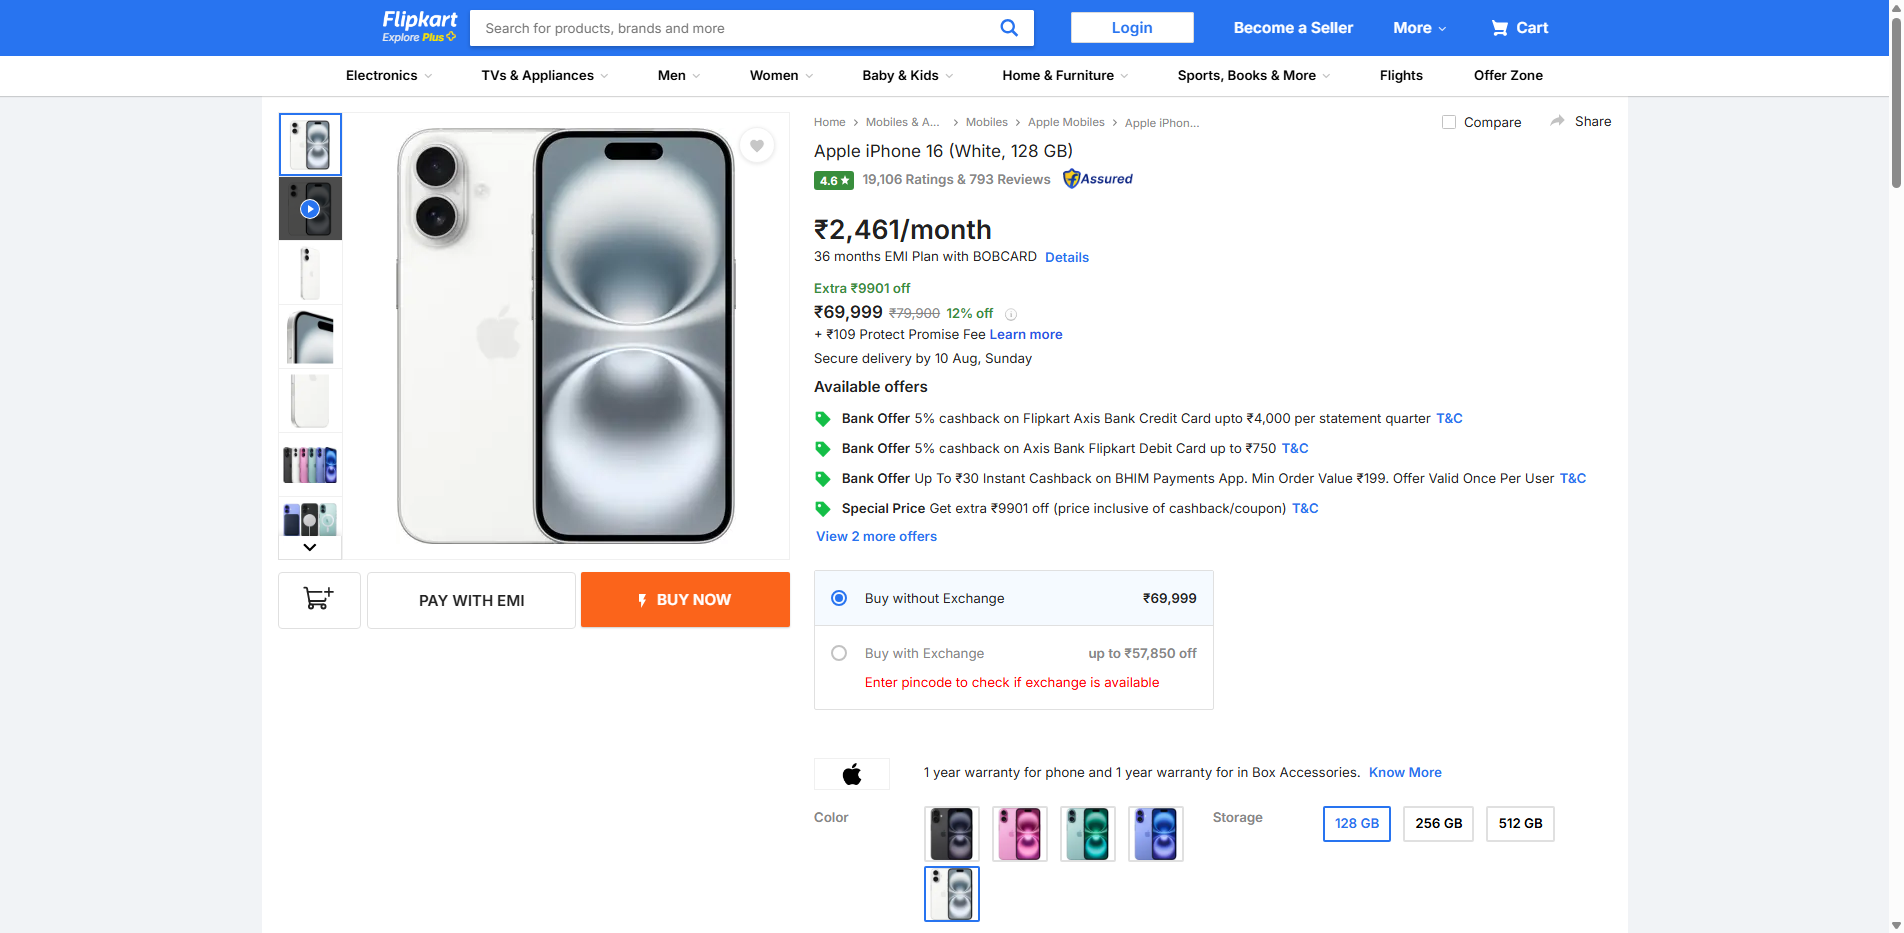 Flipkart
Explore Plus
Search for products, brands and more
Login
Become a Seller
More
Cart
Electronics
TVs & Appliances
Men
Women
Baby & Kids
Home & Furniture
Sports, Books & More
Flights
Offer Zone
Home
Mobiles & A...
Mobiles
Apple Mobiles
Apple iPhon...
Compare
Share
Apple iPhone 16 (White, 128 GB)
4.6★ 19,106 Ratings & 793 Reviews
Assured
₹2,461/month
36 months EMI Plan with BOBCARD Details
Extra ₹9901 off
₹69,999 ₹79,900 12% off
+ ₹109 Protect Promise Fee Learn more
Secure delivery by 10 Aug, Sunday
Available offers
Bank Offer 5% cashback on Flipkart Axis Bank Credit Card upto ₹4,000 per statement quarter T&C
Bank Offer 5% cashback on Axis Bank Flipkart Debit Card up to ₹750 T&C
Bank Offer Up To ₹30 Instant Cashback on BHIM Payments App. Min Order Value ₹199. Offer Valid Once Per User T&C
Special Price Get extra ₹9901 off (price inclusive of cashback/coupon) T&C
View 2 more offers
PAY WITH EMI
BUY NOW
Buy without Exchange ₹69,999
Buy with Exchange up to ₹57,850 off
Enter pincode to check if exchange is available
1 year warranty for phone and 1 year warranty for in Box Accessories. Know More
Color
Storage
128 GB
256 GB
512 GB